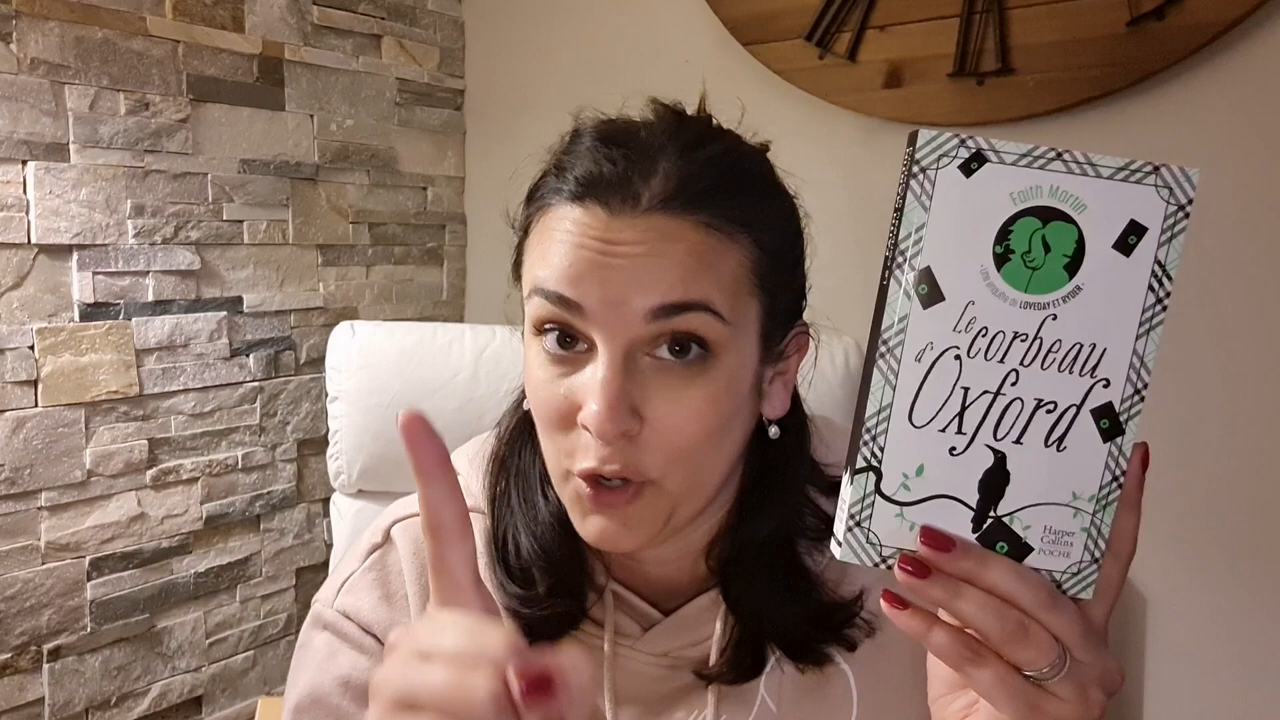 Faith Martin
·Une enquête de LOVEDAY ET RYDER·
Le
corbeau
d'
Oxford
Harper
Collins
POCHE